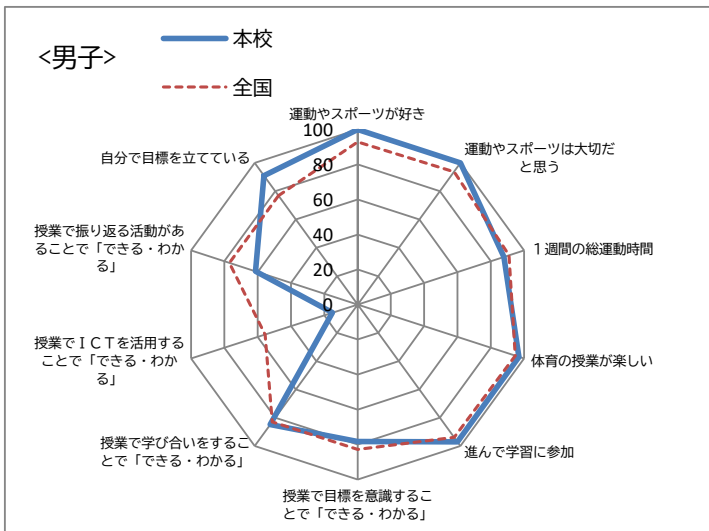 <男子>
本校
全国
運動やスポーツが好き
運動やスポーツは大切だ
と思う
１週間の総運動時間
体育の授業が楽しい
進んで学習に参加
授業で目標を意識するこ
とで「できる・わかる」
授業で学び合いをするこ
とで「できる・わかる」
授業でＩＣＴを活用する
ことで「できる・わか
る」
授業で振り返る活動があ
ることで「できる・わか
る」
自分で目標を立てている
100
80
60
40
20
0